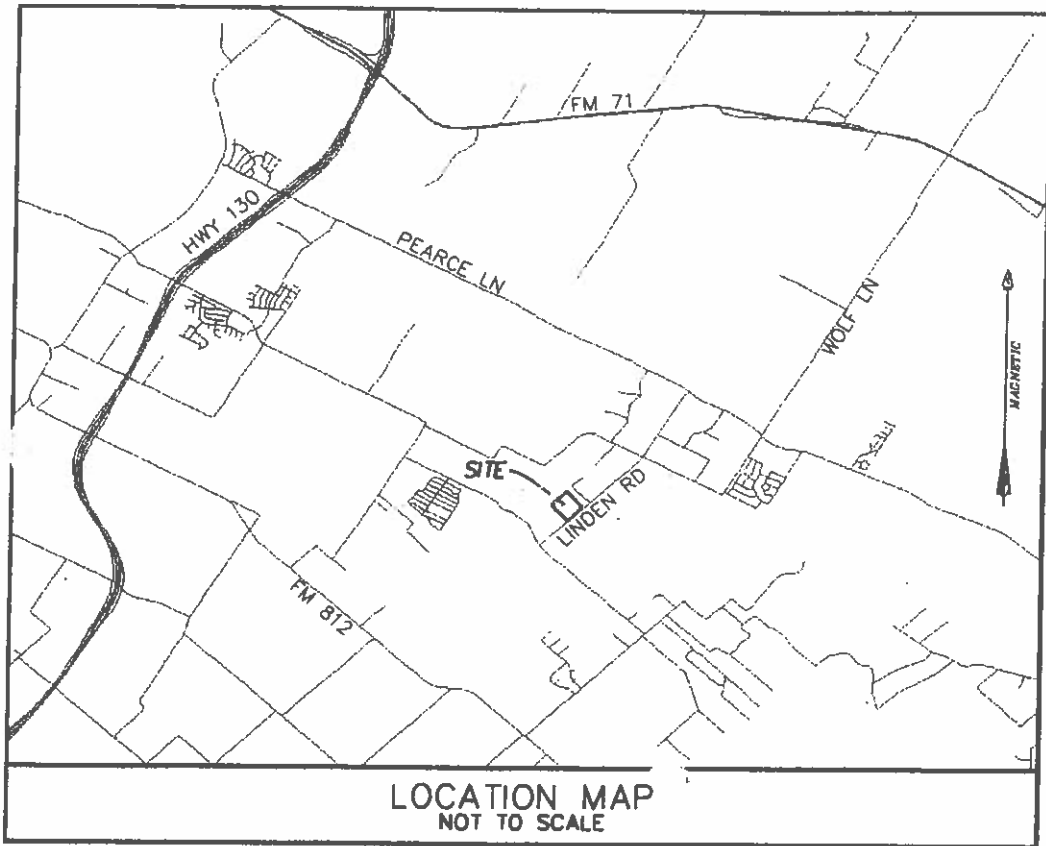 FM 71
HWY 130
PEARCE LN
WOLF LN
MAGNETIC
SITE
LINDEN RD
FM 812
LOCATION MAP
NOT TO SCALE